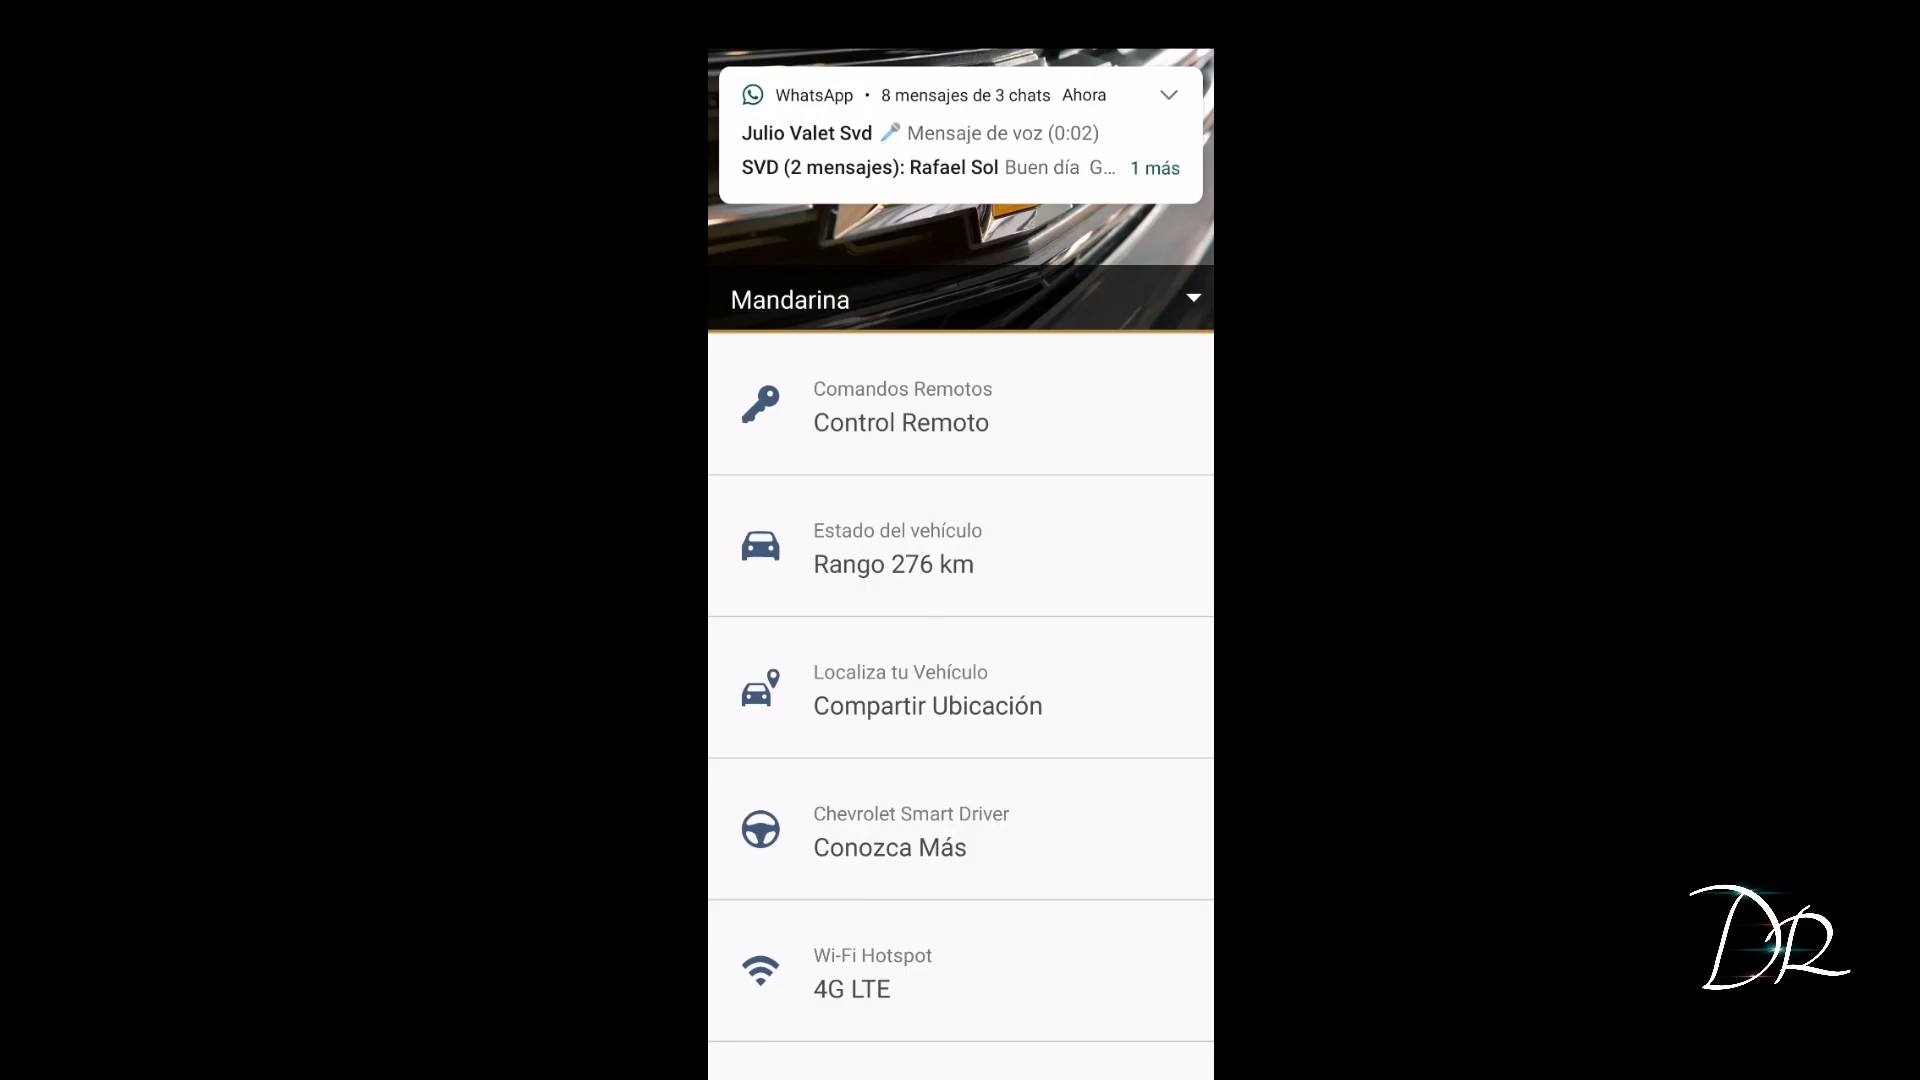 WhatsApp • 8 mensajes de 3 chats Ahora
Julio Valet Svd 🎤 Mensaje de voz (0:02)
SVD (2 mensajes): Rafael Sol Buen día G... 1 más
Mandarina
Comandos Remotos
Control Remoto
Estado del vehículo
Rango 276 km
Localiza tu Vehículo
Compartir Ubicación
Chevrolet Smart Driver
Conozca Más
Wi-Fi Hotspot
4G LTE
DR